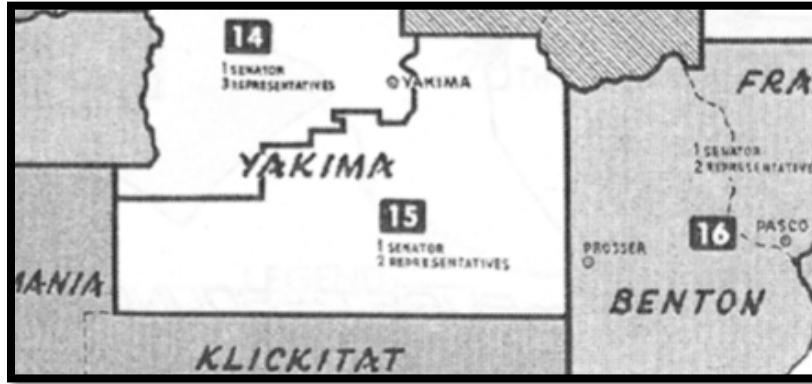 14
1 SENATOR
3 REPRESENTATIVES
YAKIMA
FRA
YAKIMA
1 SENATOR
2 REPRESENTATIVE
15
1 SENATOR
2 REPRESENTATIVES
16
PASCO
PROSSER
MANIA
BENTON
KLICKITAT